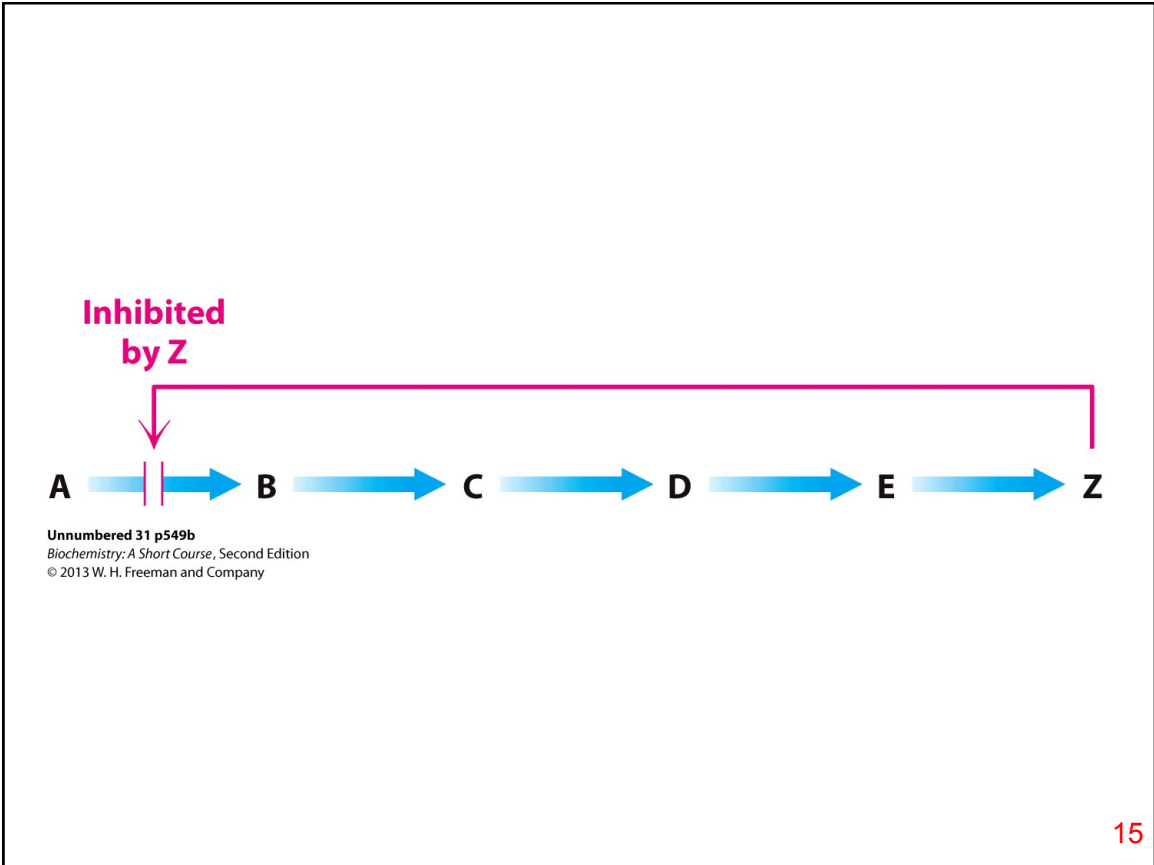 Inhibited
by Z
A B C D E Z
Unnumbered 31 p549b
Biochemistry: A Short Course, Second Edition
© 2013 W. H. Freeman and Company
15